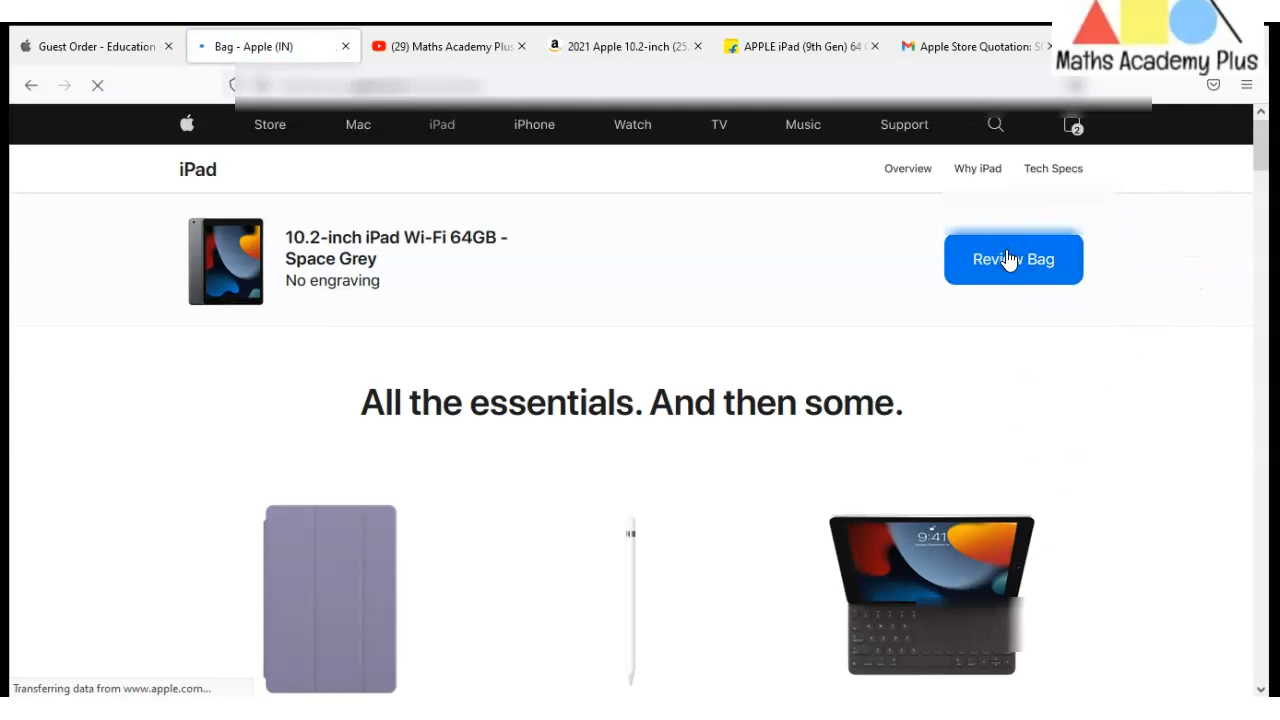 Guest Order - Education
Bag - Apple (IN)
(29) Maths Academy Plus
2021 Apple 10.2-inch (25.
APPLE iPad (9th Gen) 64
Apple Store Quotation:
Maths Academy Plus
Store Mac iPad iPhone Watch TV Music Support 2
iPad
Overview Why iPad Tech Specs
10.2-inch iPad Wi-Fi 64GB -
Space Grey
No engraving
Review Bag
All the essentials. And then some.
9:41
Transferring data from www.apple.com...